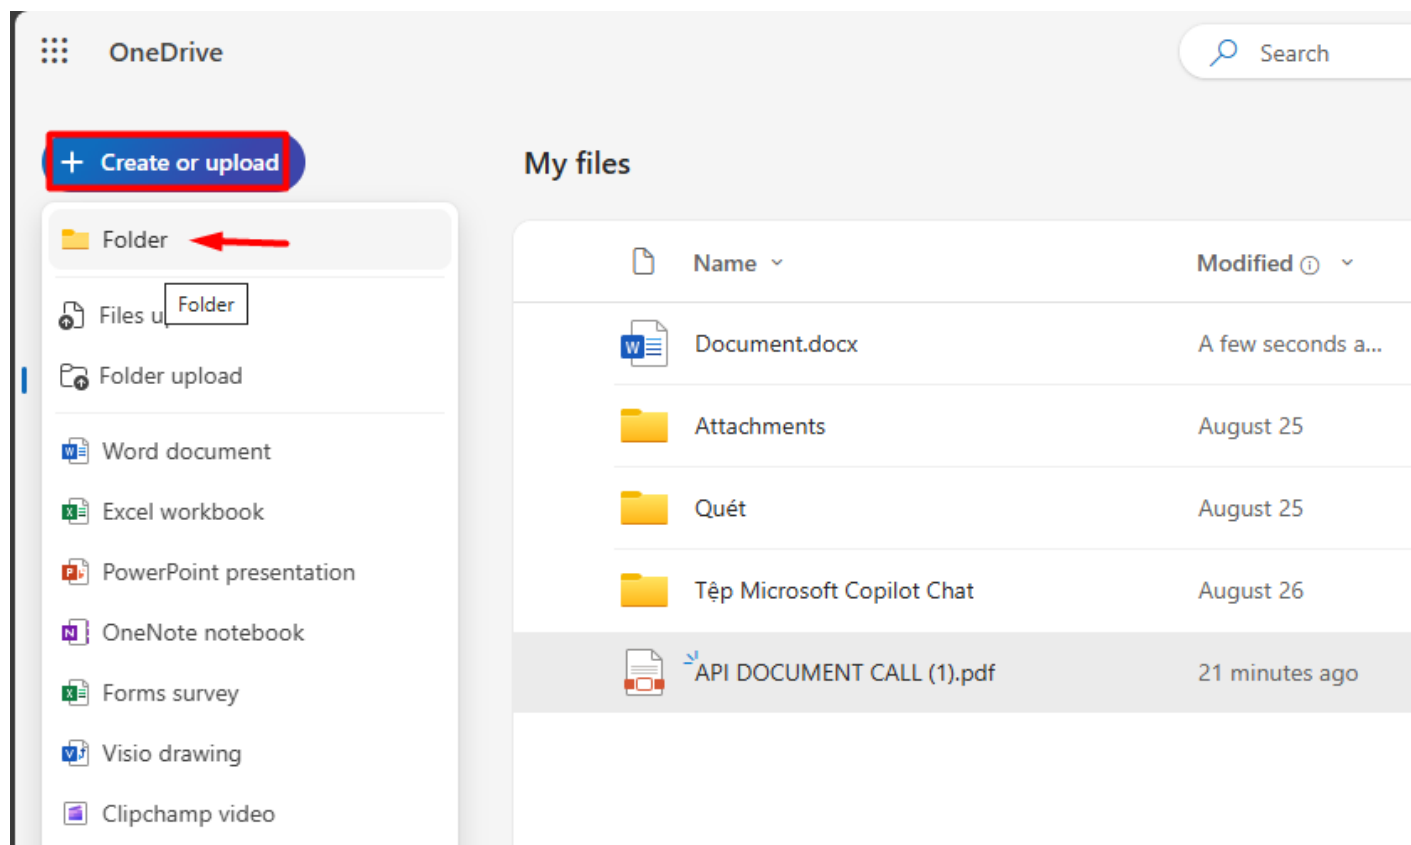 OneDrive
Search
+ Create or upload
My files
Folder
Folder
Files u
Folder upload
Word document
Excel workbook
PowerPoint presentation
OneNote notebook
Forms survey
Visio drawing
Clipchamp video
Name Modified
Document.docx A few seconds a...
Attachments August 25
Quét August 25
Tệp Microsoft Copilot Chat August 26
API DOCUMENT CALL (1).pdf 21 minutes ago